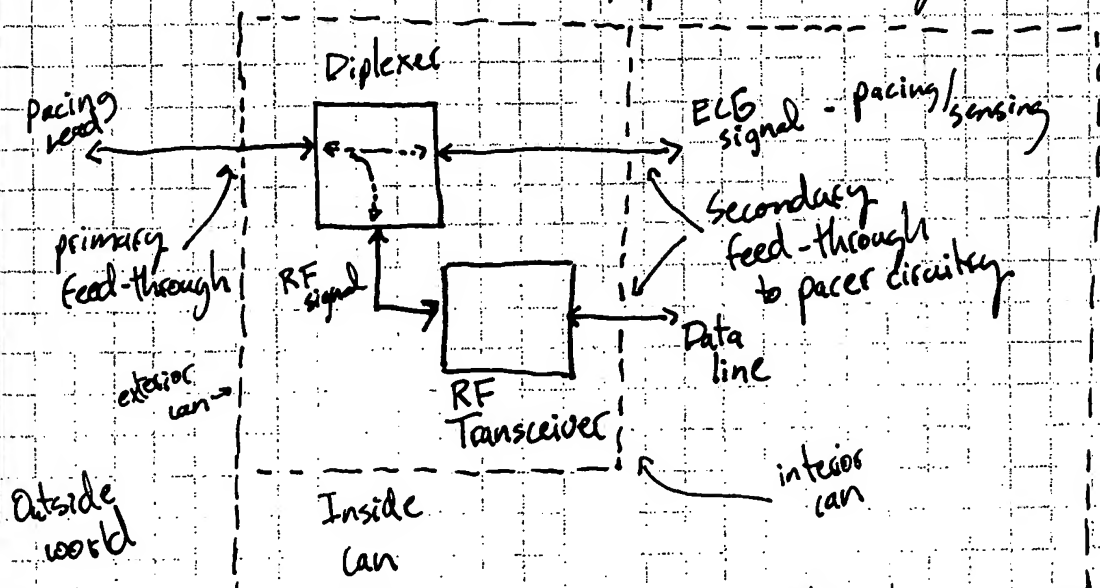 Diplexer
pacing
lead
ECG
signal - pacing/
sensing
primary
feed-through
RF
signal
Secondary
feed-through
to pacer circuitry
Data
line
exterior
can
RF
Transceiver
interior
can
Outside
world
Inside
can